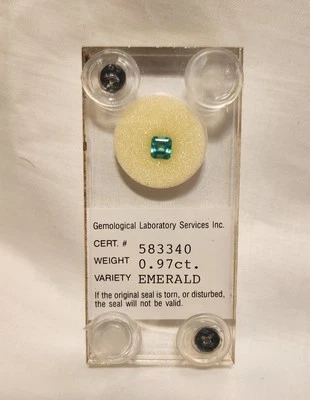 Gemological Laboratory Services Inc.
CERT. # 583340
WEIGHT 0.97ct.
VARIETY EMERALD
If the original seal is torn, or disturbed,
the seal will not be valid.